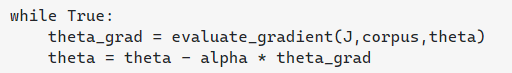 while True:
    theta_grad = evaluate_gradient(J,corpus,theta)
    theta = theta - alpha * theta_grad